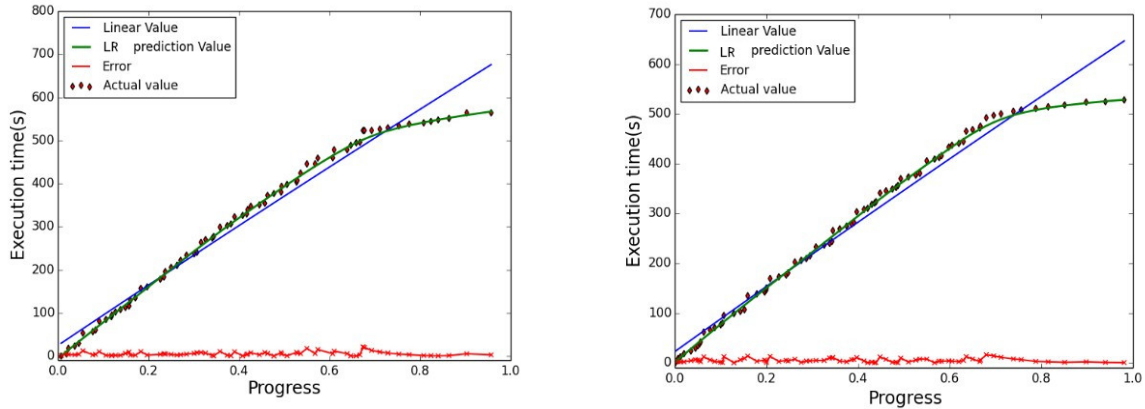 800
700
600
500
400
300
200
100
0
Execution time(s)
Linear Value
LR prediction Value
Error
Actual value
0.0 0.2 0.4 0.6 0.8 1.0
Progress
700
600
500
400
300
200
100
0
Execution time(s)
Linear Value
LR prediction Value
Error
Actual value
0.0 0.2 0.4 0.6 0.8 1.0
Progress